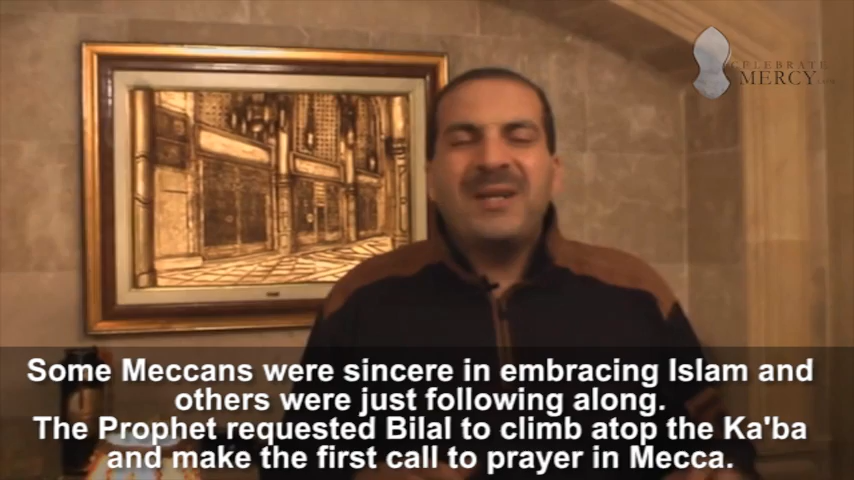 CELEBRATE
MERCY
Some Meccans were sincere in embracing Islam and
others were just following along.
The Prophet requested Bilal to climb atop the Ka'ba
and make the first call to prayer in Mecca.